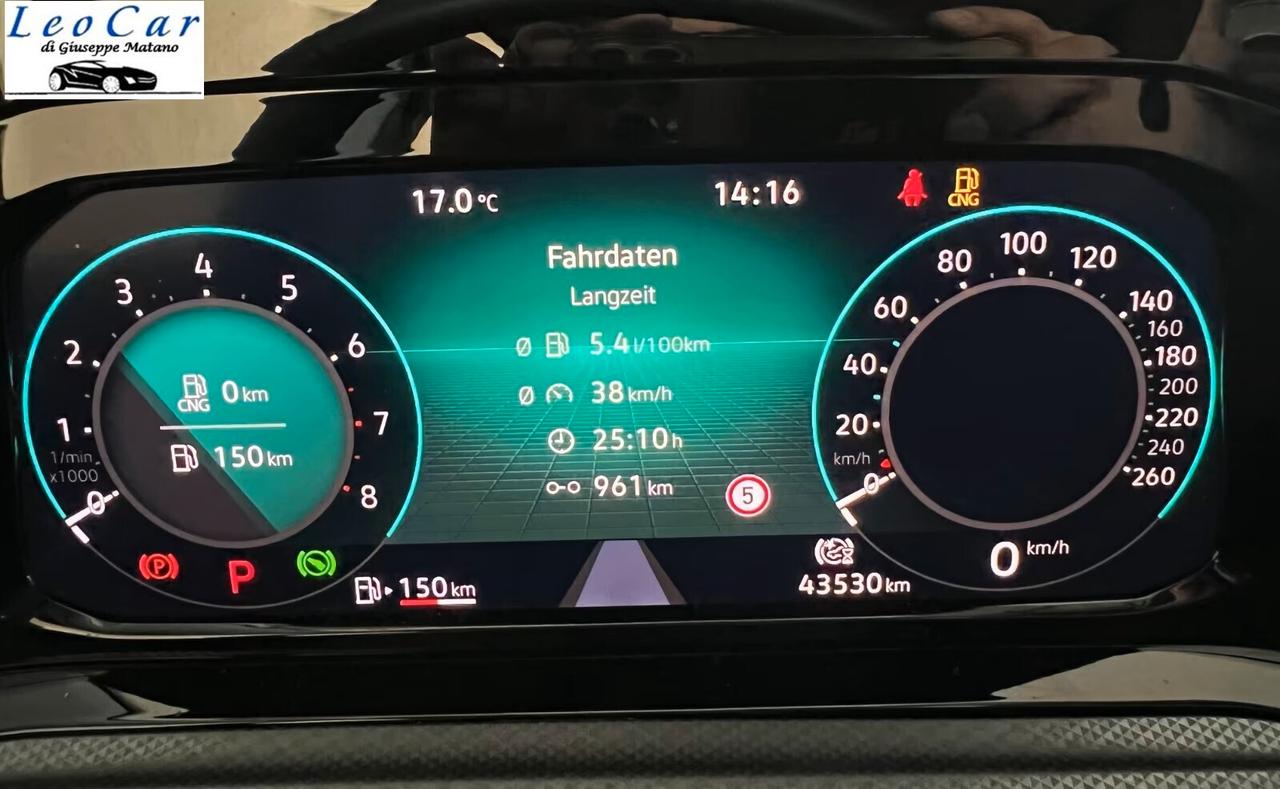 LeoCar
di Giuseppe Matano
17.0 °C
14:16
CNG
Fahrdaten
Langzeit
Ø 5.4 l/100km
Ø 38 km/h
25:10 h
961 km
5
0
1
2
3
4
5
6
7
8
1/min
x1000
CNG 0 km
150 km
P
P
150 km
0
20
40
60
80
100
120
140
160
180
200
220
240
260
km/h
0 km/h
43530 km